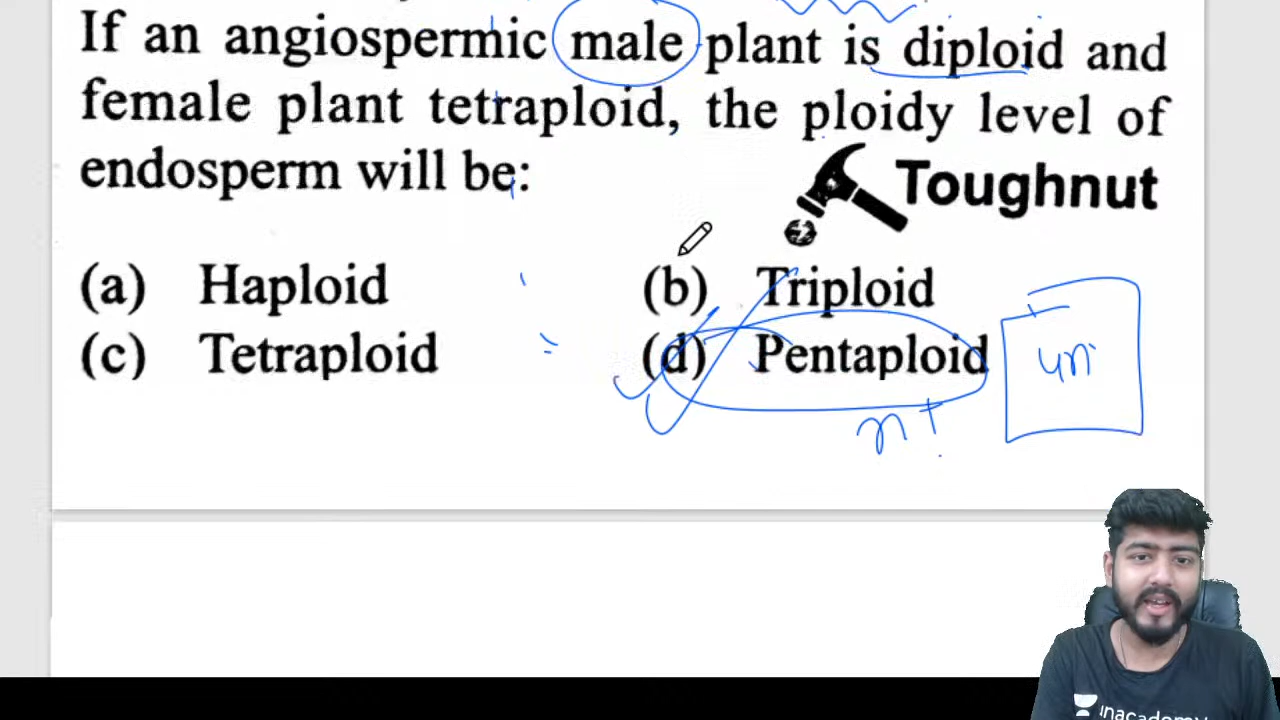 If an angiospermic male plant is diploid and
female plant tetraploid, the ploidy level of
endosperm will be:
Toughnut
(a) Haploid
(b) Triploid
(c) Tetraploid
(d) Pentaploid
4n
n+
unacademy